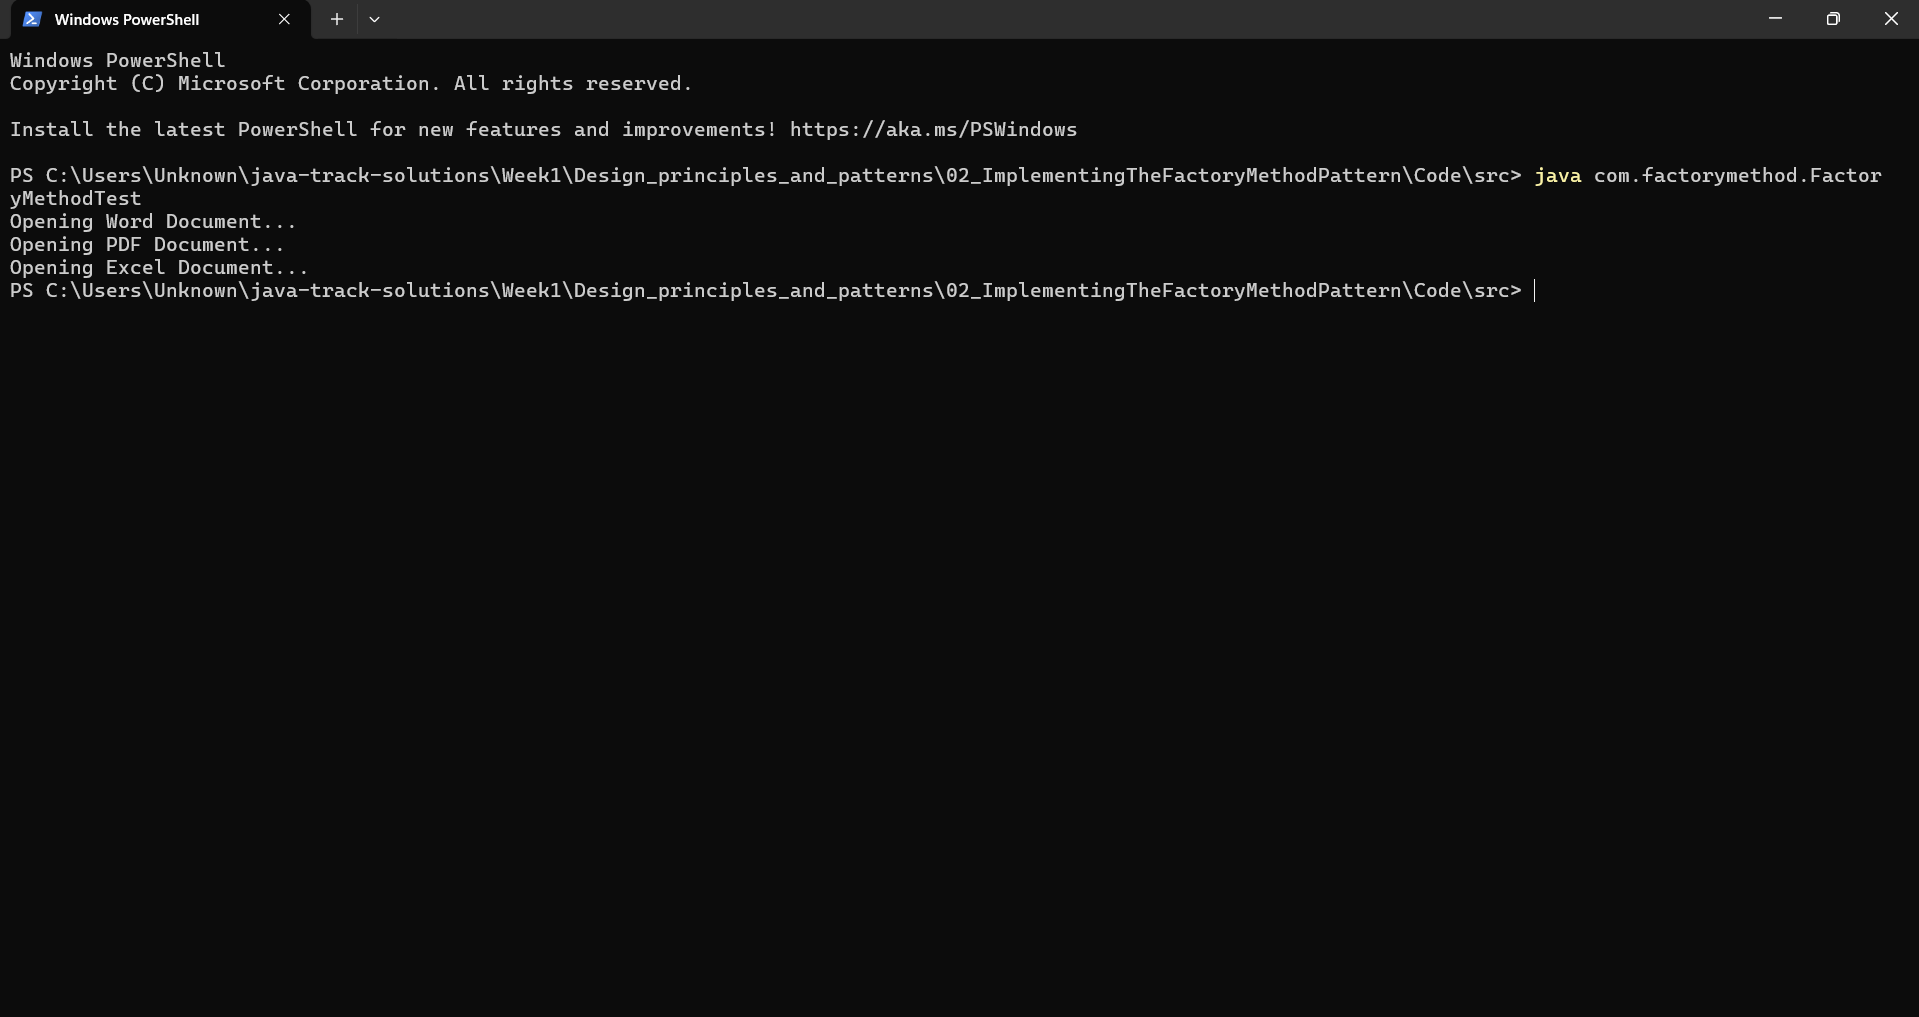 Windows PowerShell
Windows PowerShell
Copyright (C) Microsoft Corporation. All rights reserved.
Install the latest PowerShell for new features and improvements! https://aka.ms/PSWindows
PS C:\Users\Unknown\java-track-solutions\Week1\Design_principles_and_patterns\02_ImplementingTheFactoryMethodPattern\Code\src> java com.factorymethod.Factor
yMethodTest
Opening Word Document...
Opening PDF Document...
Opening Excel Document...
PS C:\Users\Unknown\java-track-solutions\Week1\Design_principles_and_patterns\02_ImplementingTheFactoryMethodPattern\Code\src>